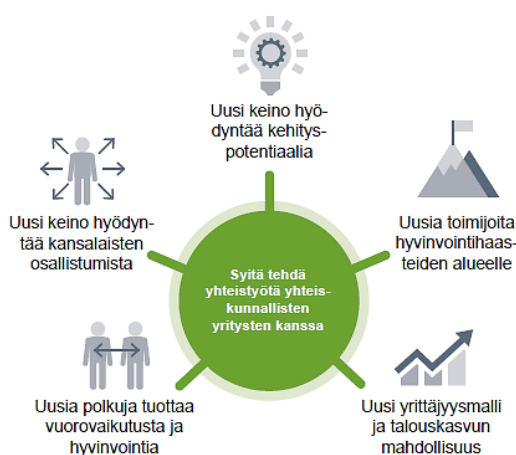 Uusi keino hyö-
dyntää kehitys-
potentiaalia
Uusi keino hyödyn-
tää kansalaisten
osallistumista
Uusia toimijoita
hyvinvointihaas-
teiden alueelle
Syitä tehdä
yhteistyötä yhteis-
kunnallisten
yritysten kanssa
Uusia polkuja tuottaa
vuorovaikutusta ja
hyvinvointia
Uusi yrittäjyysmalli
ja talouskasvun
mahdollisuus